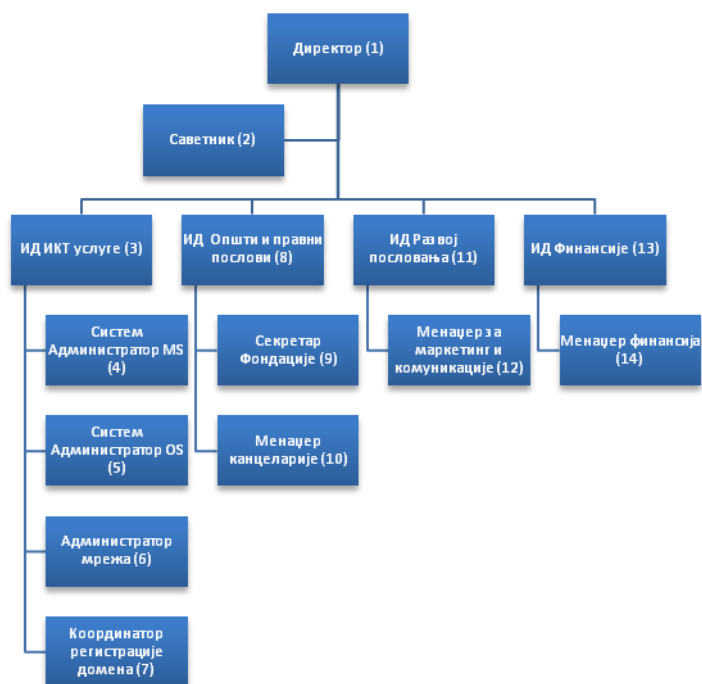 Директор (1)
Саветник (2)
ИД ИКТ услуге (3)
ИД Општи и правни
послови (8)
ИД Развој
пословања (11)
ИД Финансије (13)
Систем
Администратор MS
(4)
Секретар
Фондације (9)
Менаџер за
маркетинг и
комуникације (12)
Менаџер финансија
(14)
Систем
Администратор OS
(5)
Менаџер
канцеларије (10)
Администратор
мрежа (6)
Координатор
регистрације
домена (7)